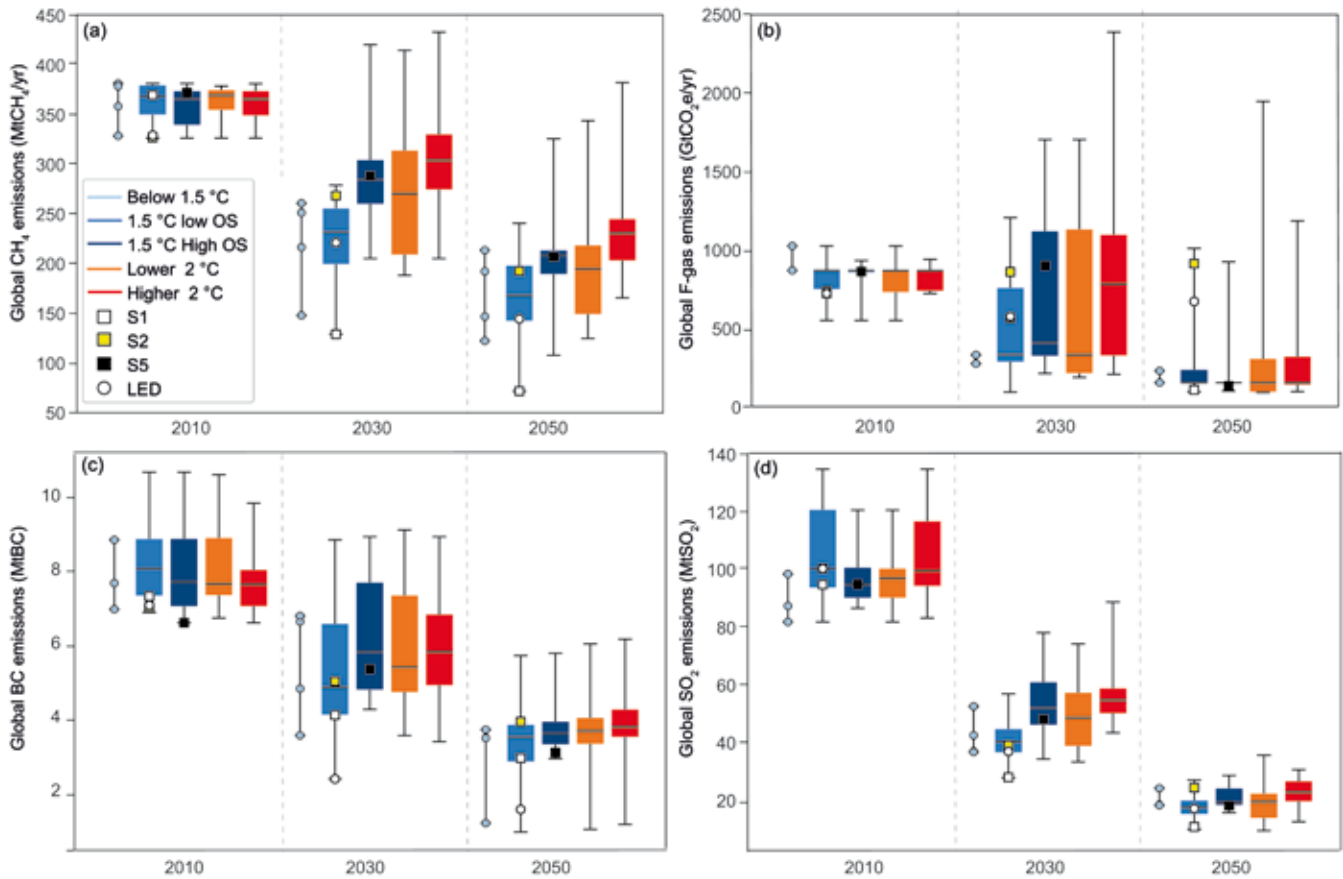 (a)
Global CH₄ emissions (MtCH₄/yr)
450
400
350
300
250
200
150
100
50
Below 1.5 °C
1.5 °C low OS
1.5 °C High OS
Lower 2 °C
Higher 2 °C
S1
S2
S5
LED
2010 2030 2050
(b)
Global F-gas emissions (GtCO₂e/yr)
2500
2000
1500
1000
500
0
2010 2030 2050
(c)
Global BC emissions (MtBC)
10
8
6
4
2
2010 2030 2050
(d)
Global SO₂ emissions (MtSO₂)
140
120
100
80
60
40
20
2010 2030 2050